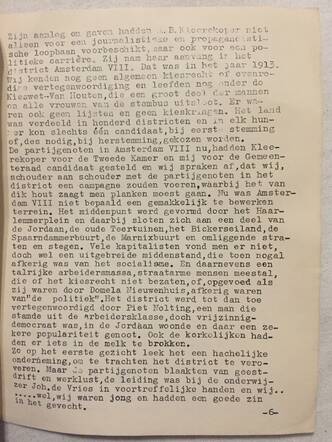 Zijn aanleg en gaven hadden A.B.Kleerekoper niet
alleen voor een journalistieke en propagandisti-
sche loopbaan voorbeschikt, maar ook voor een po-
litieke carrière. Zij nam haar aanvang in het
district Amsterdam VIII. Dat was in het jaar 1913.
Wij kenden nog geen algemeen kiesrecht of evenre-
dige vertegenwoordiging en leefden nog onder de
Kieswet-Van Houten, die een groot deel der mannen
en alle vrouwen van de stembus uitsloot. Er wa-
ren ook geen lijsten en geen kieskringen. Het land
was verdeeld in honderd districten en in elk hun-
ner kon slechts één candidaat, bij eerste stemming
of, des nodig, bij herstemming, gekozen worden.
De partijgenoten in Amsterdam VIII nu, hadden Klee-
rekoper voor de Tweede Kamer en mij voor de Gemeen-
teraad candidaat gesteld en wij spraken af, dat wij,
schouder aan schouder met de partijgenoten in het
district een campagne zouden voeren, waarbij het van
dik hout zaagt men planken moest gaan. Nu was Amster-
dam VIII niet bepaald een gemakkelijk te bewerken
terrein. Het middenpunt werd gevormd door het Haar-
lemmerplein en daarbij sloten zich aan een deel van
de Jordaan, de oude Teertuinen, het Bickerseiland, de
Spaarndammerbuurt, de Marnixbuurt en omliggende stra-
ten en stegen. Vele kapitalisten vond men er niet,
doch wel een uitgebreide middenstand, die toen nogal
afkerig was van het socialisme. En daarnevens een
talrijke arbeidersmassa, straatarme mensen meestal,
die of het kiesrecht niet bezaten, of, opgevoed als
zij waren door Domela Nieuwenhuis, afkerig waren
van "de politiek". Het district werd tot dan toe
vertegenwoordigd door Piet Nolting, een man die
stamde uit de arbeidersklasse, doch vrijzinnig-
democraat was, in de Jordaan woonde en daar een ze-
kere populariteit genoot. Ook de kerkelijken had-
den er iets in de melk te brokken.
Zo op het eerste gezicht leek het een hachelijke
onderneming, om te trachten het district te vero-
veren. Maar de partijgenoten blaakten van geest-
drift en werklust, de leiding was bij de onderwij-
zer Joh. de Vries in voortreffelijke handen en wij,
.... wel, wij waren jong en hadden een goede zin
in het gevecht.
-6-